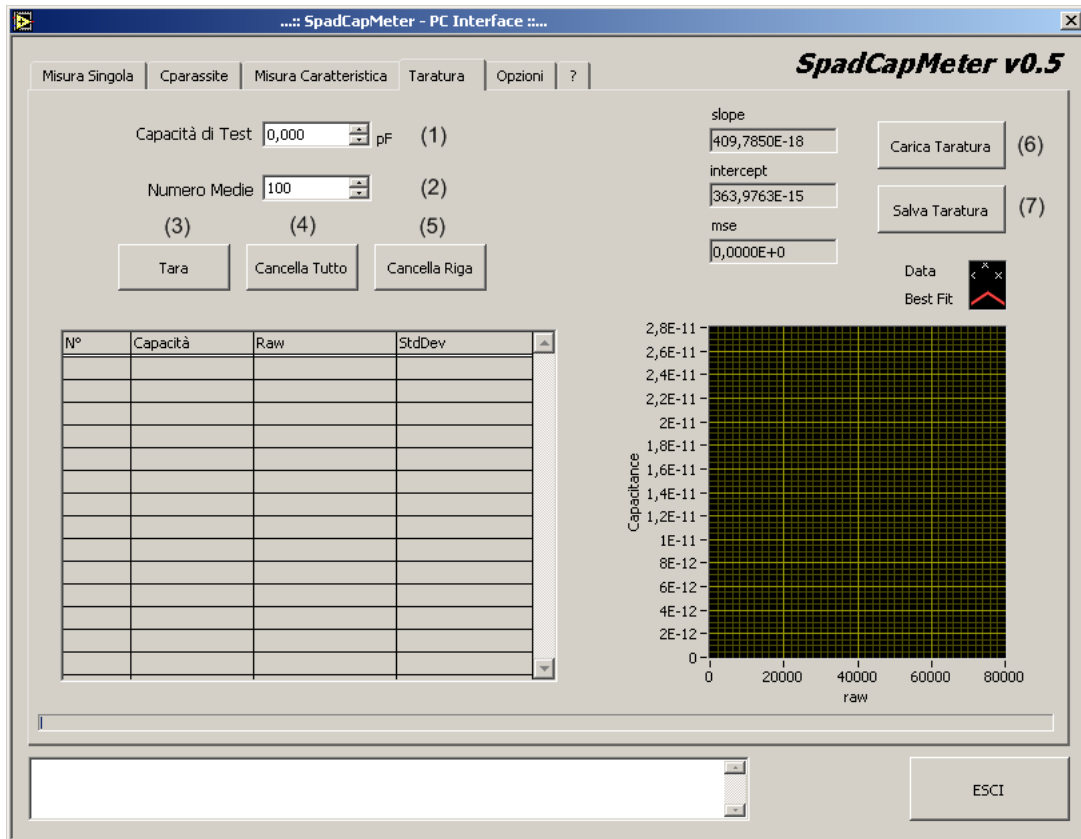 ...:: SpadCapMeter - PC Interface ::...
SpadCapMeter v0.5
Misura Singola
Cparassite
Misura Caratteristica
Taratura
Opzioni
?
Capacità di Test 0,000 pF (1)
Numero Medie 100 (2)
(3) (4) (5)
Tara
Cancella Tutto
Cancella Riga
slope
409,7850E-18
intercept
363,9763E-15
mse
0,0000E+0
Carica Taratura (6)
Salva Taratura (7)
Data
Best Fit
N° Capacità Raw StdDev
Capacitance
2,8E-11
2,6E-11
2,4E-11
2,2E-11
2E-11
1,8E-11
1,6E-11
1,4E-11
1,2E-11
1E-11
8E-12
6E-12
4E-12
2E-12
0
0 20000 40000 60000 80000
raw
ESCI